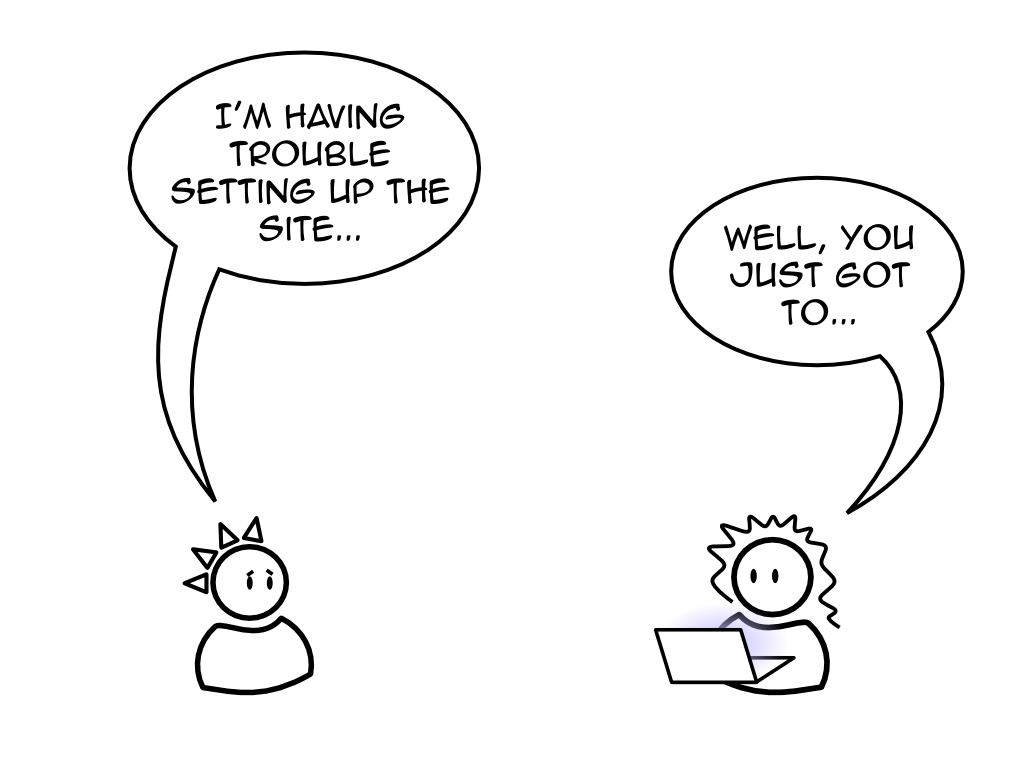 I'M HAVING
TROUBLE
SETTING UP THE
SITE...
WELL, YOU
JUST GOT
TO...